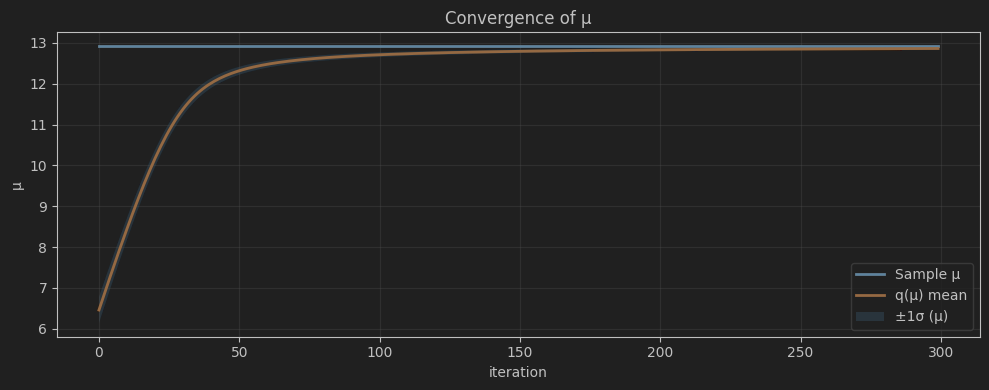 Convergence of μ
13
12
11
10
9
8
7
6
μ
0
50
100
150
200
250
300
iteration
Sample μ
q(μ) mean
±1σ (μ)